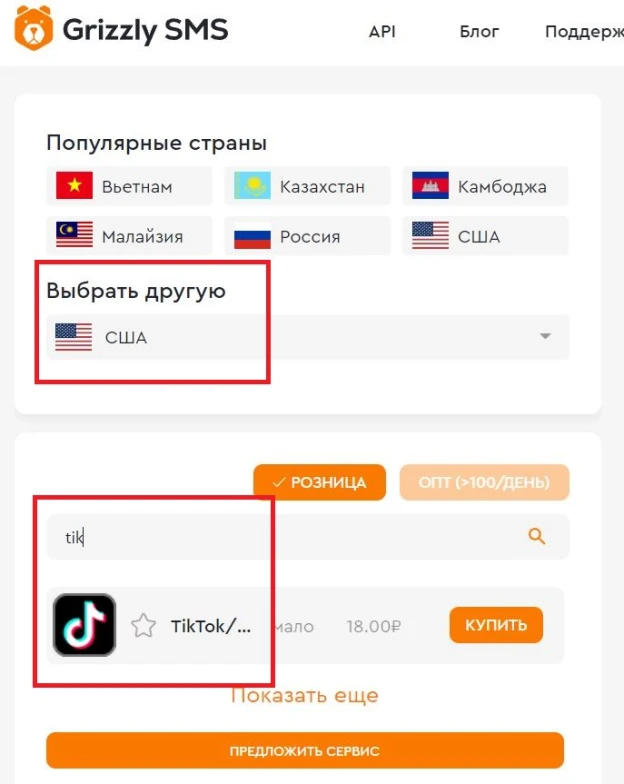 Grizzly SMS API Блог Поддерж
Популярные страны
Вьетнам Казахстан Камбоджа
Малайзия Россия США
Выбрать другую
США
РОЗНИЦА ОПТ (>100/ДЕНЬ)
tik
TikTok/... мало 18.00₽ КУПИТЬ
Показать еще
ПРЕДЛОЖИТЬ СЕРВИС